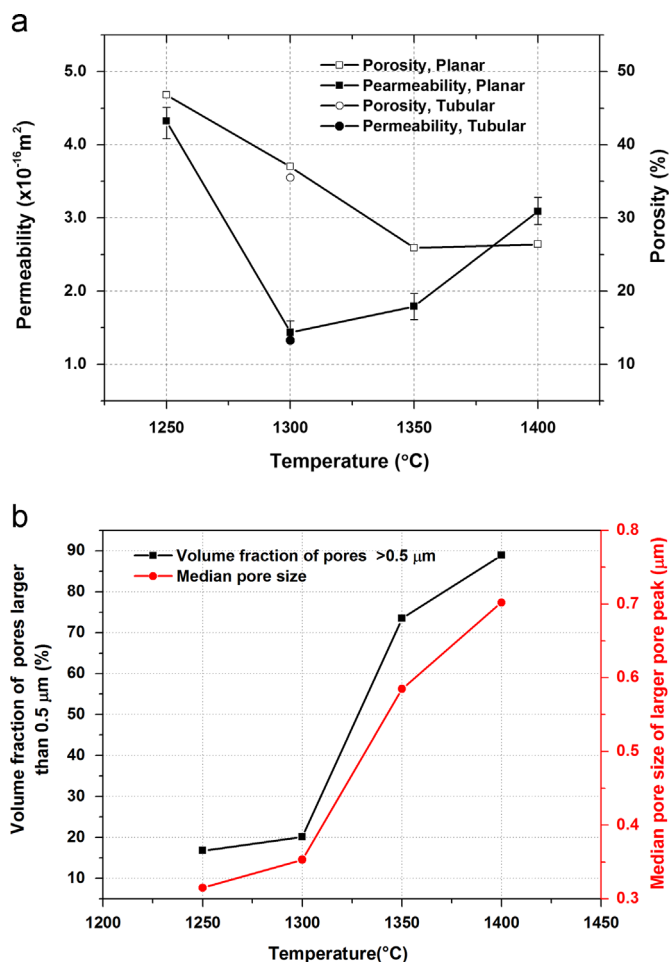 a
Porosity, Planar
Pearmeability, Planar
Porosity, Tubular
Permeability, Tubular
5.0
4.0
3.0
2.0
1.0
Permeability (x10⁻¹⁶m²)
50
40
30
20
10
Porosity (%)
1250 1300 1350 1400
Temperature (°C)
b
Volume fraction of pores >0.5 μm
Median pore size
90
80
70
60
50
40
30
20
10
Volume fraction of pores larger
than 0.5 μm (%)
0.8
0.7
0.6
0.5
0.4
0.3
Median pore size of larger pore peak (μm)
1200 1250 1300 1350 1400 1450
Temperature(°C)